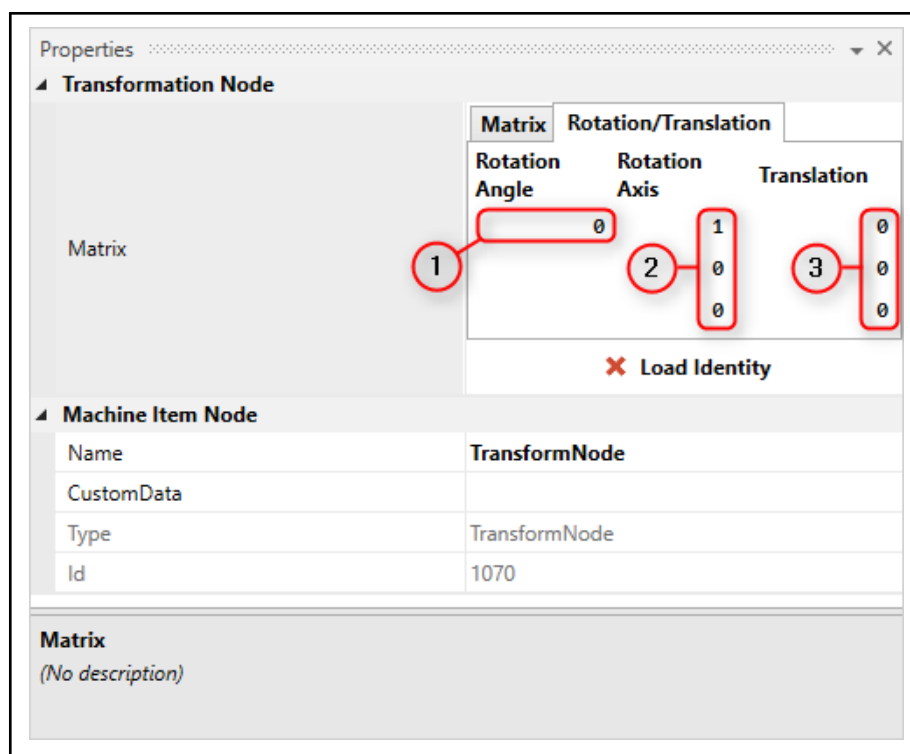 Properties
Transformation Node
Matrix Rotation/Translation
Rotation Angle Rotation Axis Translation
Matrix
0 1 0
1 2 0 3 0
0 0
Load Identity
Machine Item Node
Name TransformNode
CustomData
Type TransformNode
Id 1070
Matrix
(No description)